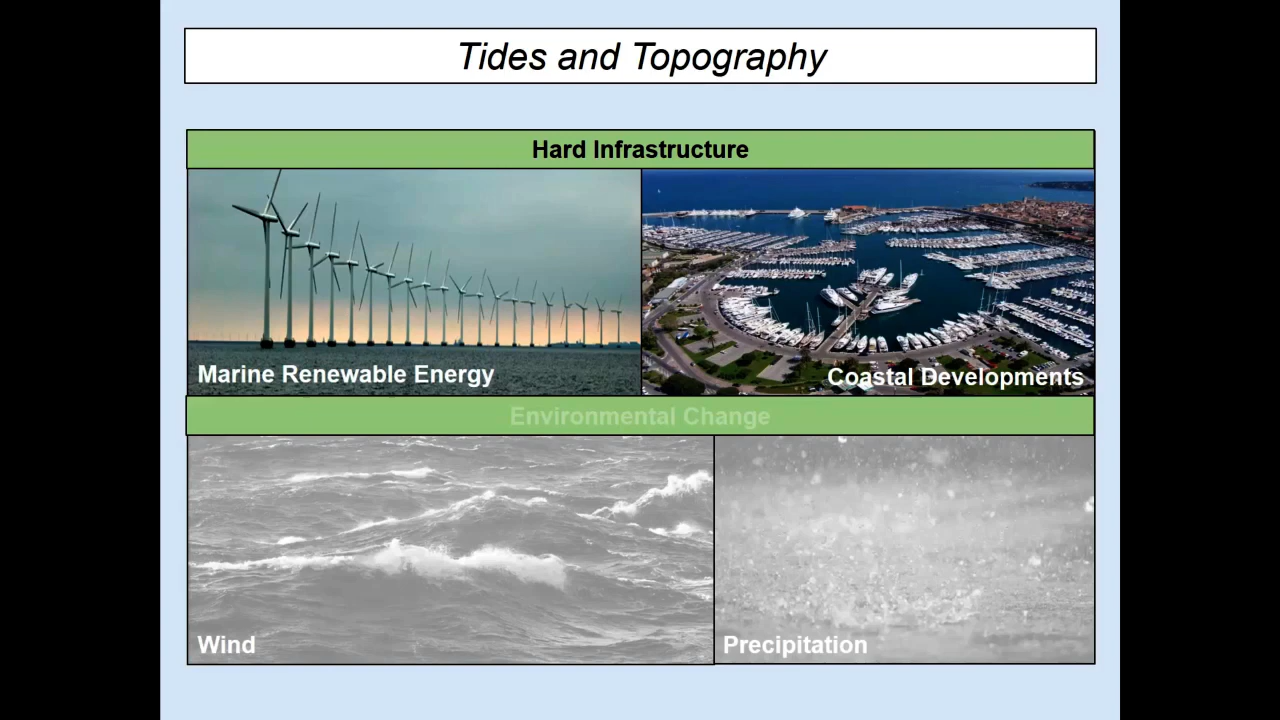 Tides and Topography
Hard Infrastructure
Marine Renewable Energy
Coastal Developments
Environmental Change
Wind
Precipitation